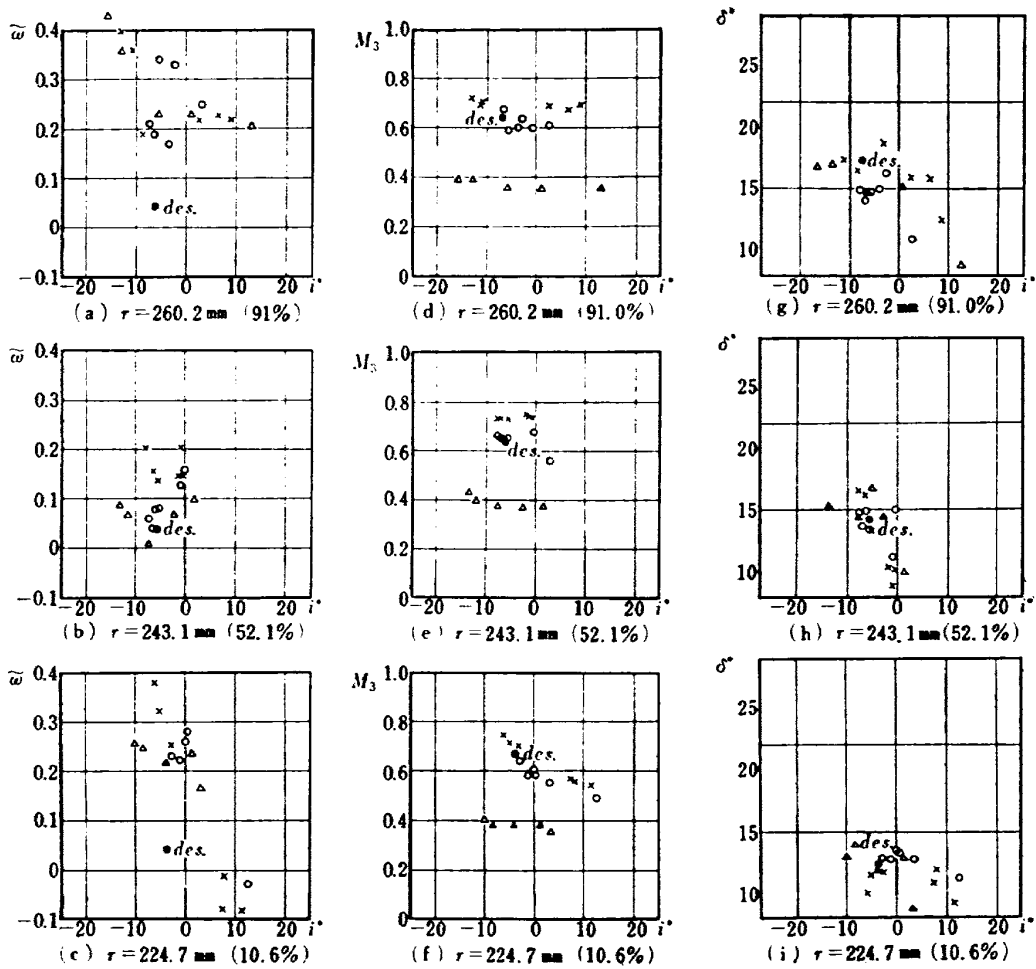 ω̃
0.4
0.3
0.2
0.1
0
−0.1
des.
−20 −10 0 10 20 i°
(a) r=260.2 mm (91%)
M₃
1.0
0.8
0.6
0.4
0.2
0
des.
−20 −10 0 10 20 i°
(d) r=260.2 mm (91.0%)
δ°
25
20
15
10
des.
−20 −10 0 10 20 i°
(g) r=260.2 mm (91.0%)
ω̃
0.4
0.3
0.2
0.1
0
−0.1
des.
−20 −10 0 10 20 i°
(b) r=243.1 mm (52.1%)
M₃
1.0
0.8
0.6
0.4
0.2
0
des.
−20 −10 0 10 20 i°
(e) r=243.1 mm (52.1%)
δ°
25
20
15
10
des.
−20 −10 0 10 20 i°
(h) r=243.1 mm (52.1%)
ω̃
0.4
0.3
0.2
0.1
0
−0.1
des.
−20 −10 0 10 20 i°
(c) r=224.7 mm (10.6%)
M₃
1.0
0.8
0.6
0.4
0.2
0
des.
−20 −10 0 10 20 i°
(f) r=224.7 mm (10.6%)
δ°
25
20
15
10
des.
−20 −10 0 10 20 i°
(i) r=224.7 mm (10.6%)